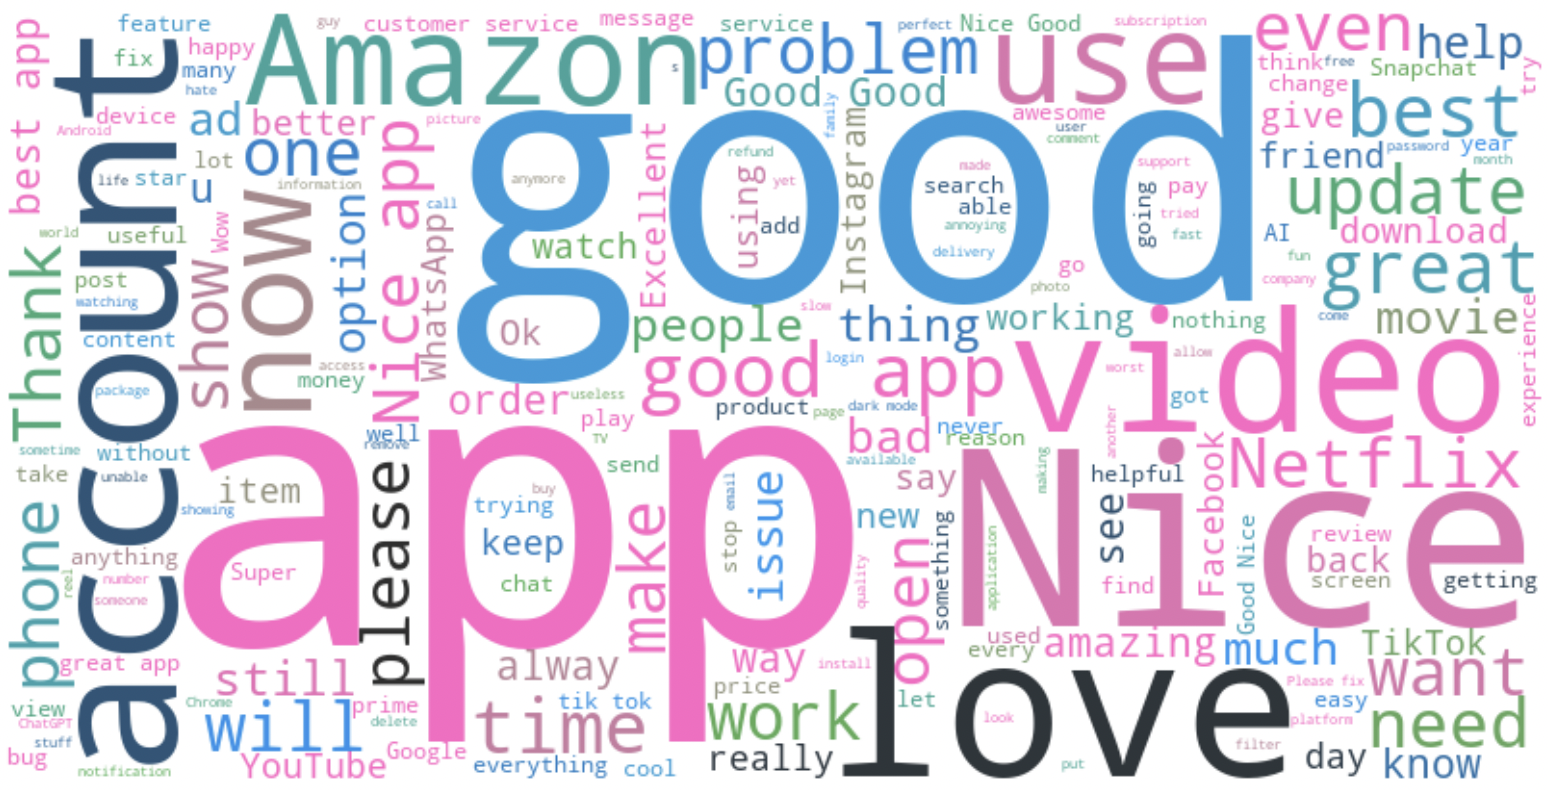 best app
account
feature
fix
happy
many
hate
guy
customer service
message
service
perfect
Nice Good
subscription
even
help
Amazon
s
problem
use
think
free
Snapchat
try
change
Good Good
family
awesome
user
comment
give
best
device
Android
ad
better
picture
one
lot
life
star
u
information
friend
password
year
month
update
Nice app
good
anymore
Excellent
refund
yet
using
add
Instagram
made
search
able
annoying
delivery
support
going
pay
tried
fast
AI
download
fun
company
great
world
useful
Wow
post
watching
content
show
now
option
call
WhatsApp
watch
Ok
people
slow
thing
go
photo
working
nothing
come
movie
experience
Thank
package
access
money
order
useless
play
TV
good app
login
product
page
dark mode
got
worst
allow
video
sometime
without
take
unable
showing
well
remove
send
bad
never
reason
available
another
making
helpful
Netflix
item
please
app
trying
buy
keep
chat
make
stop
email
issue
say
new
something
application
Nice
see
find
Facebook
Good Nice
review
back
screen
getting
phone
anything
reel
number
someone
Super
quality
open
used
every
amazing
much
TikTok
great app
still
alway
way
install
want
view
ChatGPT
stuff
bug
notification
Chrome
will
prime
delete
YouTube
Google
time
tik tok
everything
cool
price
work
really
let
love
look
put
filter
Please fix
easy
platform
need
day
know